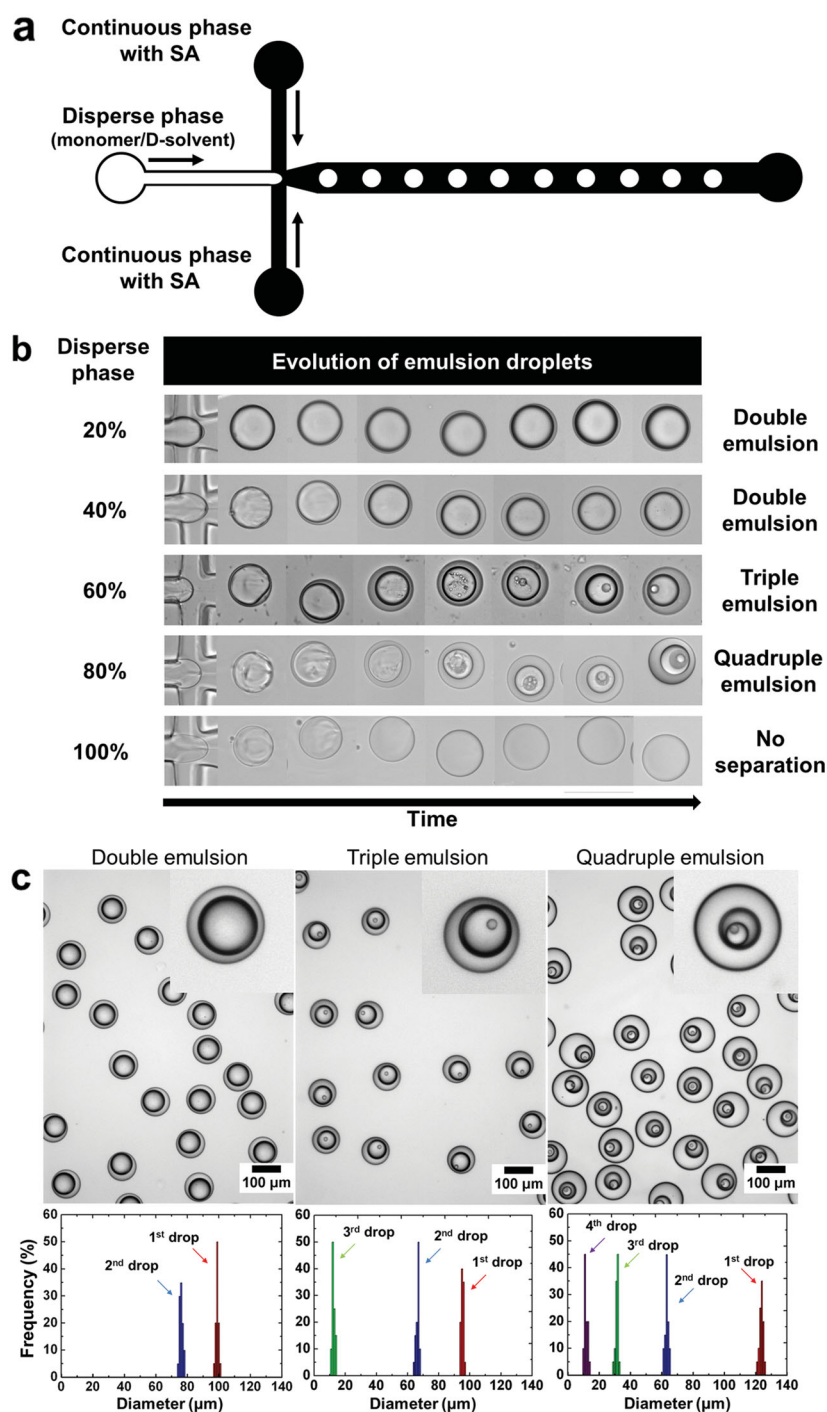 a
Continuous phase
with SA
Disperse phase
(monomer/D-solvent)
Continuous phase
with SA
b
Disperse
phase
Evolution of emulsion droplets
20%
Double
emulsion
40%
Double
emulsion
60%
Triple
emulsion
80%
Quadruple
emulsion
100%
No
separation
Time
c
Double emulsion
Triple emulsion
Quadruple emulsion
100 μm
100 μm
100 μm
Frequency (%)
60
50
40
30
20
10
0
1st drop
2nd drop
0 20 40 60 80 100 120 140
Diameter (μm)
60
50
40
30
20
10
0
3rd drop
2nd drop
1st drop
0 20 40 60 80 100 120 140
Diameter (μm)
60
50
40
30
20
10
0
4th drop
3rd drop
2nd drop
1st drop
0 20 40 60 80 100 120 140
Diameter (μm)